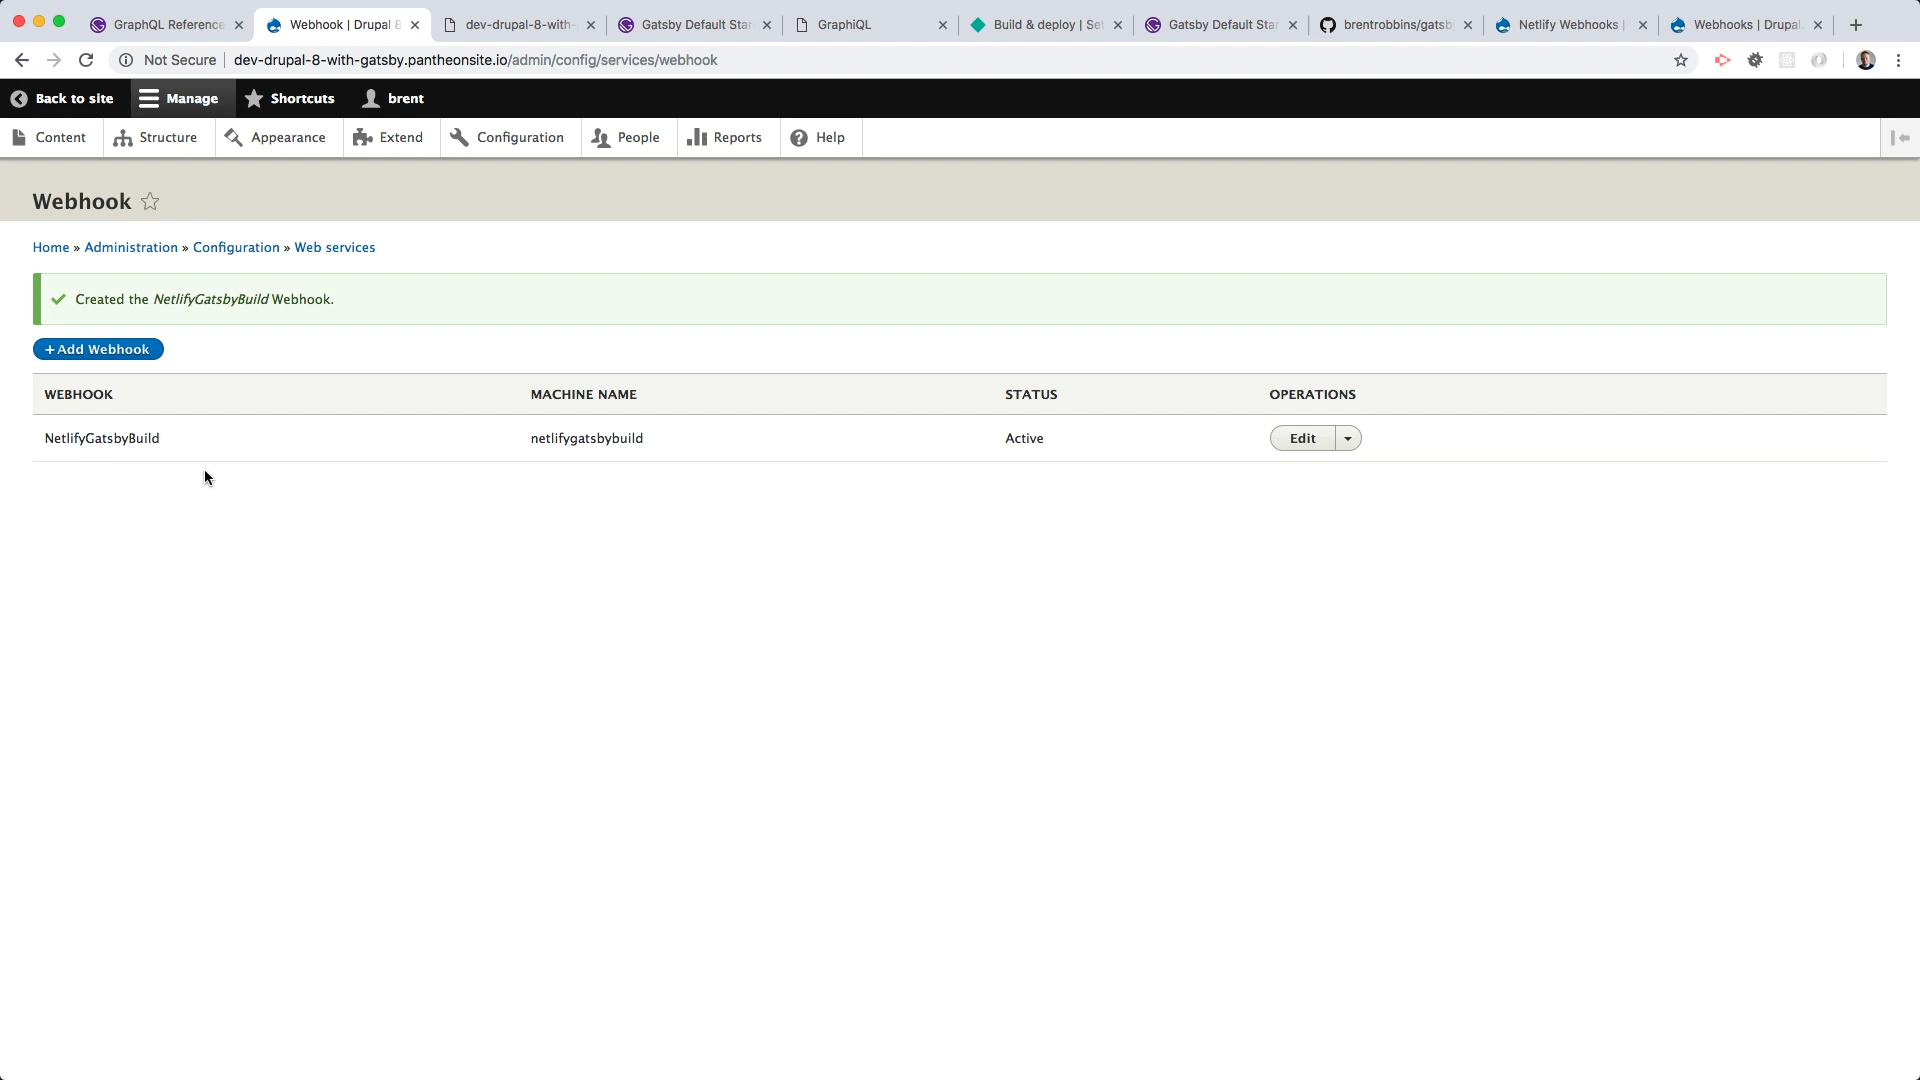 GraphQL Reference
Webhook | Drupal 8
dev-drupal-8-with-
Gatsby Default Star
GraphiQL
Build & deploy | Set
Gatsby Default Star
brentrobbins/gatsb
Netlify Webhooks |
Webhooks | Drupal.
Not Secure
dev-drupal-8-with-gatsby.pantheonsite.io/admin/config/services/webhook
Back to site
Manage
Shortcuts
brent
Content
Structure
Appearance
Extend
Configuration
People
Reports
Help
Webhook
Home » Administration » Configuration » Web services
Created the NetlifyGatsbyBuild Webhook.
+ Add Webhook
WEBHOOK
MACHINE NAME
STATUS
OPERATIONS
NetlifyGatsbyBuild
netlifygatsbybuild
Active
Edit